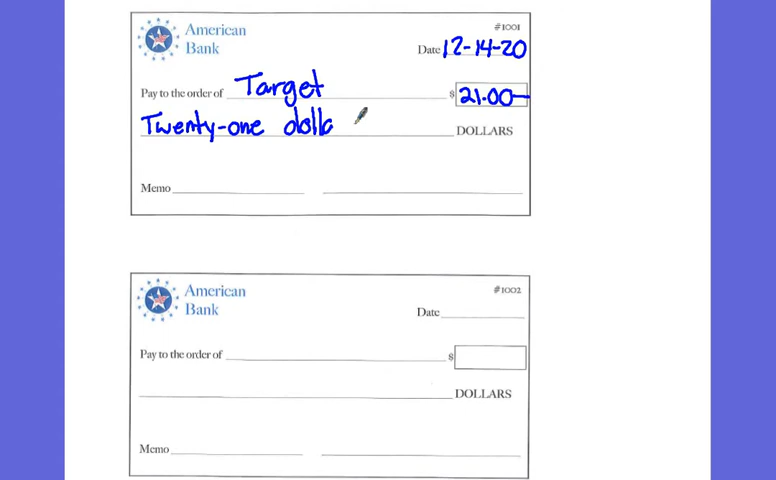 American
Bank
#1001
Date 12-14-20
Pay to the order of Target $ 21.00
Twenty-one dolla DOLLARS
Memo
American
Bank
#1002
Date
Pay to the order of $
DOLLARS
Memo